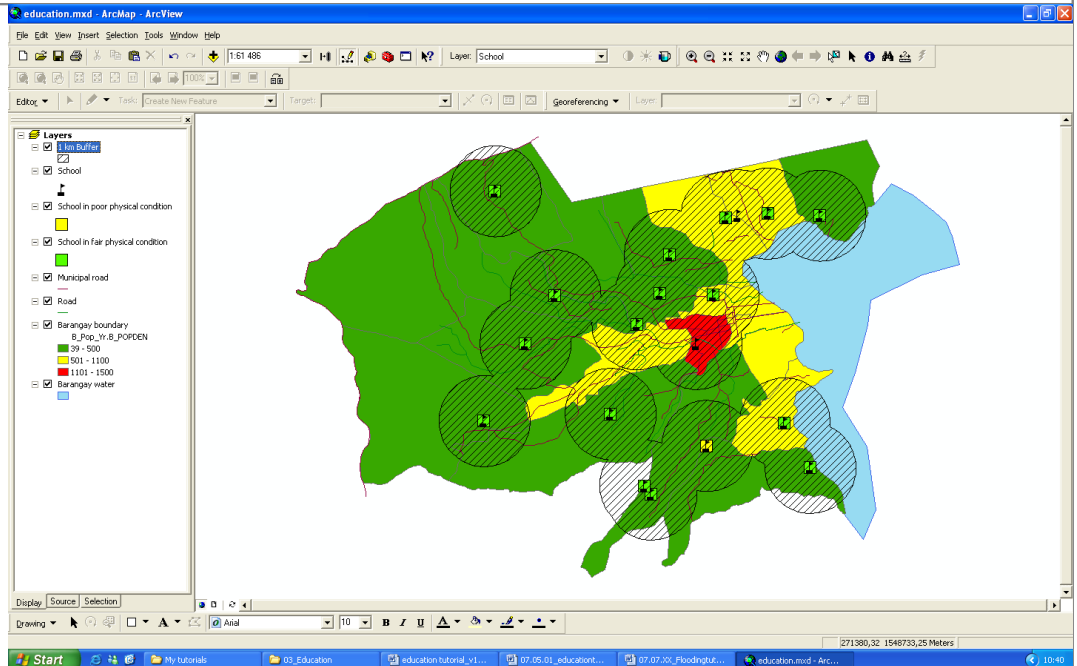 education.mxd - ArcMap - ArcView
File Edit View Insert Selection Tools Window Help
1:61 486 Layer: School
100%
Editor Task: Create New Feature Target: Georeferencing Layer:
Layers
1 km Buffer
School
School in poor physical condition
School in fair physical condition
Municipal road
Road
Barangay boundary
B_Pop_Yr.B_POPDEN
39 - 500
501 - 1100
1101 - 1500
Barangay water
Display Source Selection
Drawing A Arial 10 B I U A
271380,32 1548733,25 Meters
Start My tutorials 03_Education education tutorial_v1... 07.05.01_educationt... 07.07.XX_Floodingtut... education.mxd - Arc... 10:40